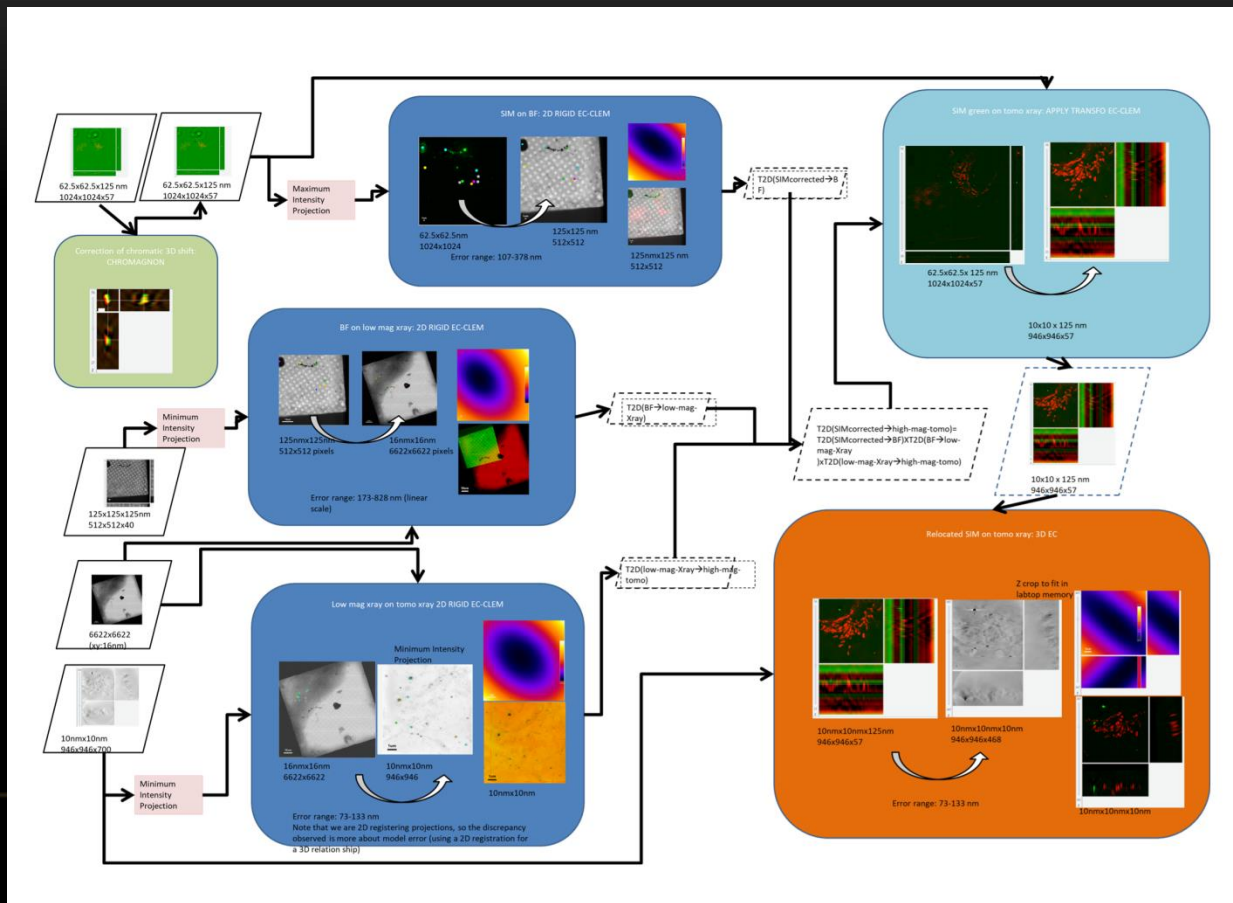 SIM on BF: 2D RIGID EC-CLEM
62.5x62.5nm
1024x1024
125x125 nm
512x512
125nmx125 nm
512x512
Error range: 107-378 nm
62.5x62.5x125 nm
1024x1024x57
62.5x62.5x125 nm
1024x1024x57
Maximum
Intensity
Projection
T2D(SIMcorrected→B
F)
SIM green on tomo xray: APPLY TRANSFO EC-CLEM
62.5x62.5x 125 nm
1024x1024x57
10x10 x 125 nm
946x946x57
Correction of chromatic 3D shift:
CHROMAGNON
BF on low mag xray: 2D RIGID EC-CLEM
125nmx125nm
512x512 pixels
16nmx16nm
6622x6622 pixels
Error range: 173-828 nm (linear
scale)
Minimum
Intensity
Projection
125x125x125nm
512x512x40
T2D(BF→low-mag-
Xray)
T2D(SIMcorrected→high-mag-tomo)=
T2D(SIMcorrected→BF)XT2D(BF→low-
mag-Xray
)xT2D(low-mag-Xray→high-mag-tomo)
10x10 x 125 nm
946x946x57
6622x6622
(xy:16nm)
T2D(low-mag-Xray→high-mag-
tomo)
Low mag xray on tomo xray 2D RIGID EC-CLEM
Minimum Intensity
Projection
16nmx16nm
6622x6622
10nmx10nm
946x946
10nmx10nm
Error range: 73-133 nm
Note that we are 2D registering projections, so the discrepancy
observed is more about model error (using a 2D registration for
a 3D relation ship)
10nmx10nm
946x946x700
Minimum
Intensity
Projection
Relocated SIM on tomo xray: 3D EC
Z crop to fit in
labtop memory
10nmx10nmx125nm
946x946x57
10nmx10nmx10nm
946x946x468
10nmx10nmx10nm
Error range: 73-133 nm